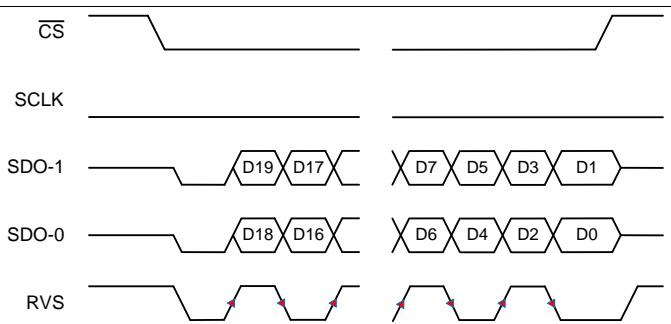 CS
SCLK
SDO-1 D19 D17 D7 D5 D3 D1
SDO-0 D18 D16 D6 D4 D2 D0
RVS